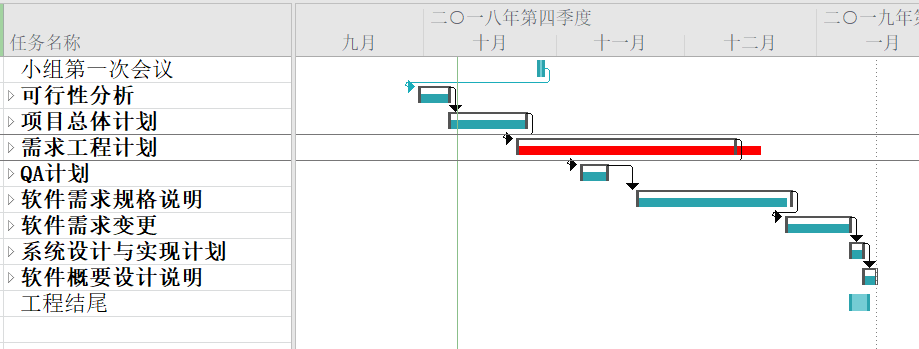 二〇一八年第四季度
二〇一九年
任务名称
九月
十月
十一月
十二月
一月
小组第一次会议
可行性分析
项目总体计划
需求工程计划
QA计划
软件需求规格说明
软件需求变更
系统设计与实现计划
软件概要设计说明
工程结尾